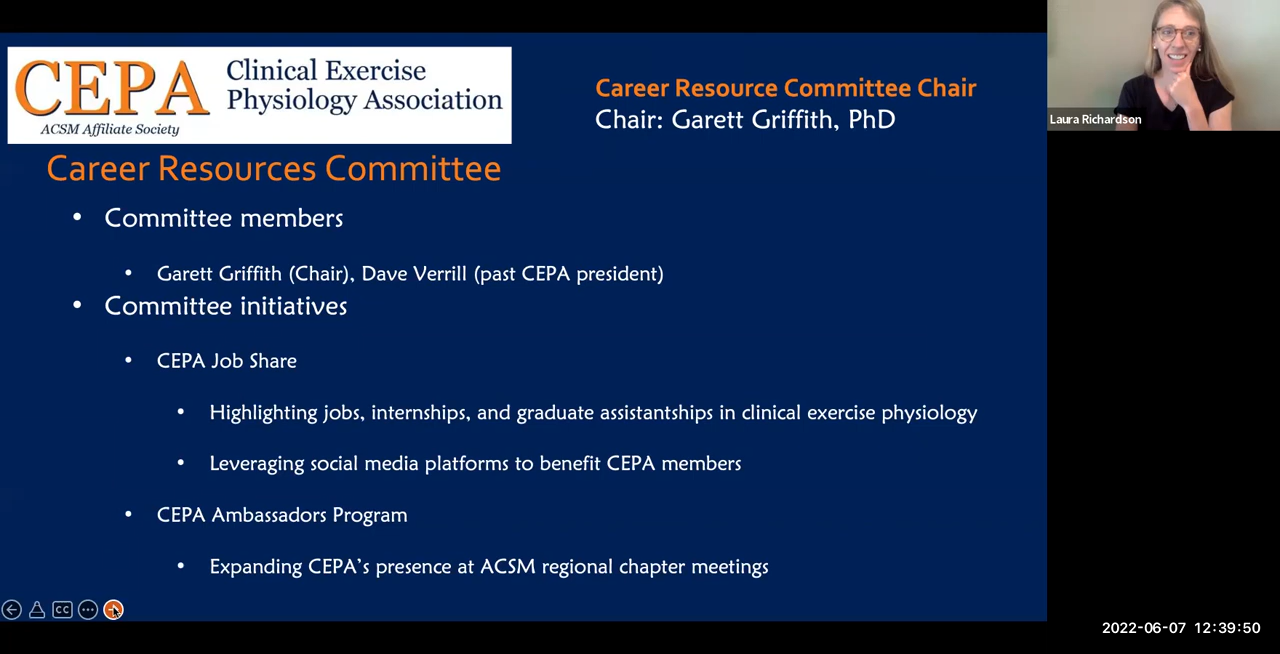 CEPA
Clinical Exercise
Physiology Association
ACSM Affiliate Society
Career Resource Committee Chair
Chair: Garett Griffith, PhD
Laura Richardson
Career Resources Committee
• Committee members
• Garett Griffith (Chair), Dave Verrill (past CEPA president)
• Committee initiatives
• CEPA Job Share
• Highlighting jobs, internships, and graduate assistantships in clinical exercise physiology
• Leveraging social media platforms to benefit CEPA members
• CEPA Ambassadors Program
• Expanding CEPA's presence at ACSM regional chapter meetings
CC
2022-06-07 12:39:50